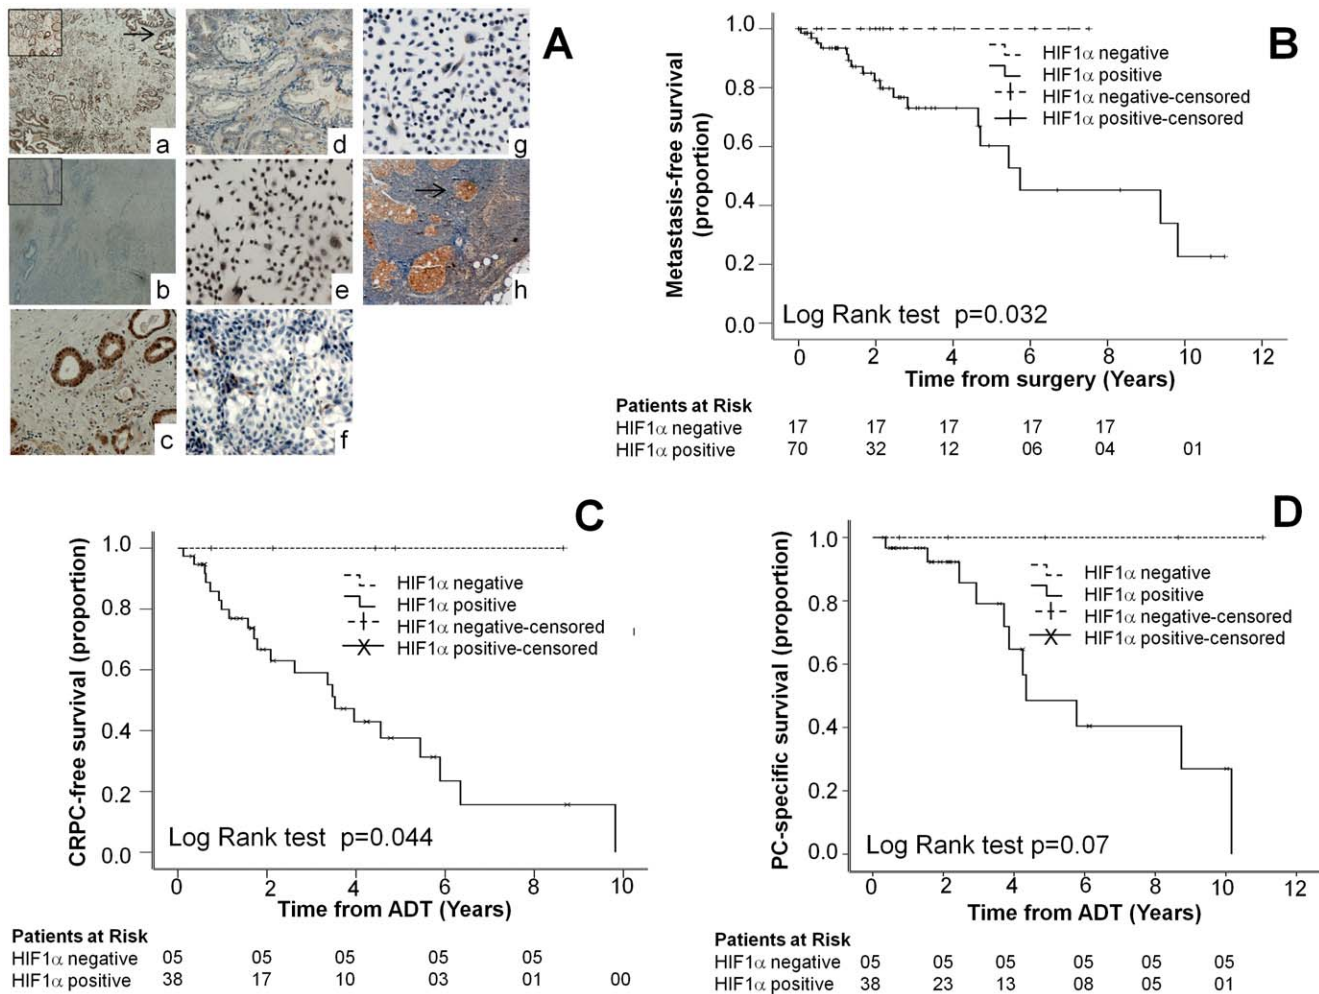 A
a
d
g
b
e
h
c
f
B
Metastasis-free survival
(proportion)
1.0
0.8
0.6
0.4
0.2
0.0
HIF1α negative
HIF1α positive
HIF1α negative-censored
HIF1α positive-censored
Log Rank test p=0.032
0 2 4 6 8 10 12
Time from surgery (Years)
Patients at Risk
HIF1α negative 17 17 17 17 17
HIF1α positive 70 32 12 06 04 01
C
CRPC-free survival (proportion)
1.0
0.8
0.6
0.4
0.2
0.0
HIF1α negative
HIF1α positive
HIF1α negative-censored
HIF1α positive-censored
Log Rank test p=0.044
0 2 4 6 8 10
Time from ADT (Years)
Patients at Risk
HIF1α negative 05 05 05 05 05
HIF1α positive 38 17 10 03 01 00
D
PC-specific survival (proportion)
1.0
0.8
0.6
0.4
0.2
0.0
HIF1α negative
HIF1α positive
HIF1α negative-censored
HIF1α positive-censored
Log Rank test p=0.07
0 2 4 6 8 10 12
Time from ADT (Years)
Patients at Risk
HIF1α negative 05 05 05 05 05 05
HIF1α positive 38 23 13 08 05 01